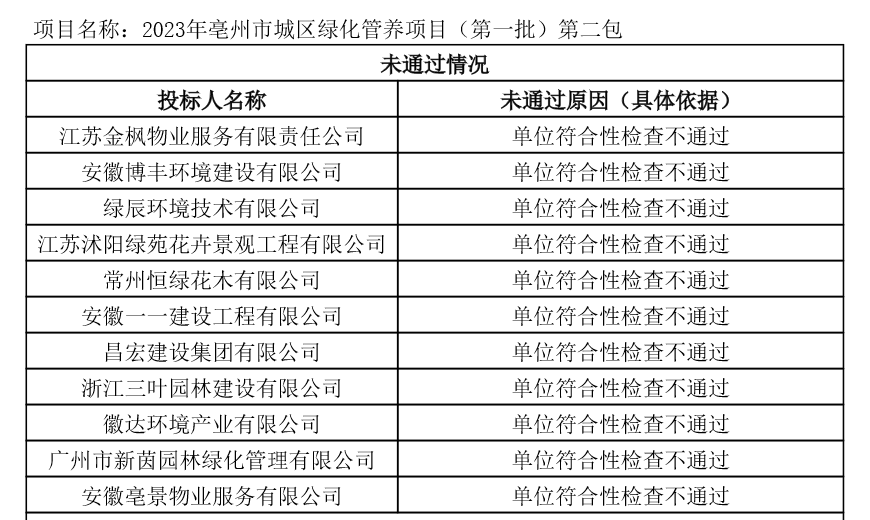 项目名称：2023年亳州市城区绿化管养项目（第一批）第二包
未通过情况
投标人名称 未通过原因（具体依据）
江苏金枫物业服务有限责任公司 单位符合性检查不通过
安徽博丰环境建设有限公司 单位符合性检查不通过
绿辰环境技术有限公司 单位符合性检查不通过
江苏沭阳绿苑花卉景观工程有限公司 单位符合性检查不通过
常州恒绿花木有限公司 单位符合性检查不通过
安徽一一建设工程有限公司 单位符合性检查不通过
昌宏建设集团有限公司 单位符合性检查不通过
浙江三叶园林建设有限公司 单位符合性检查不通过
徽达环境产业有限公司 单位符合性检查不通过
广州市新茵园林绿化管理有限公司 单位符合性检查不通过
安徽亳景物业服务有限公司 单位符合性检查不通过